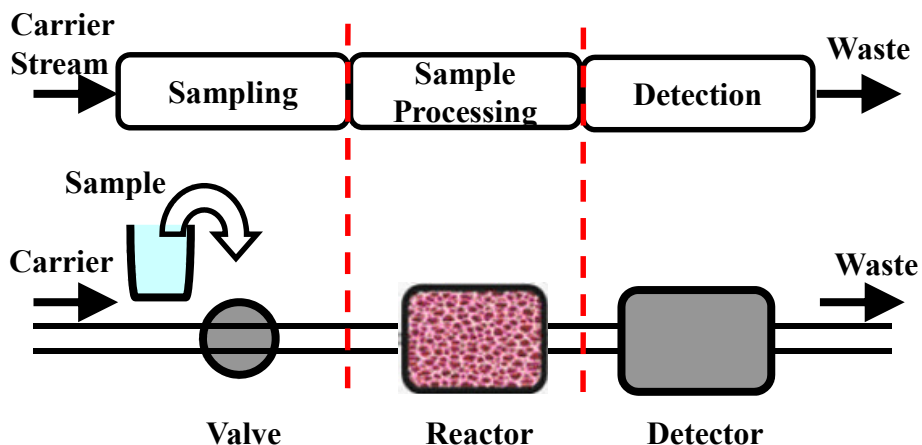 Carrier
Stream
Sampling
Sample
Processing
Detection
Waste
Sample
Carrier
Waste
Valve
Reactor
Detector